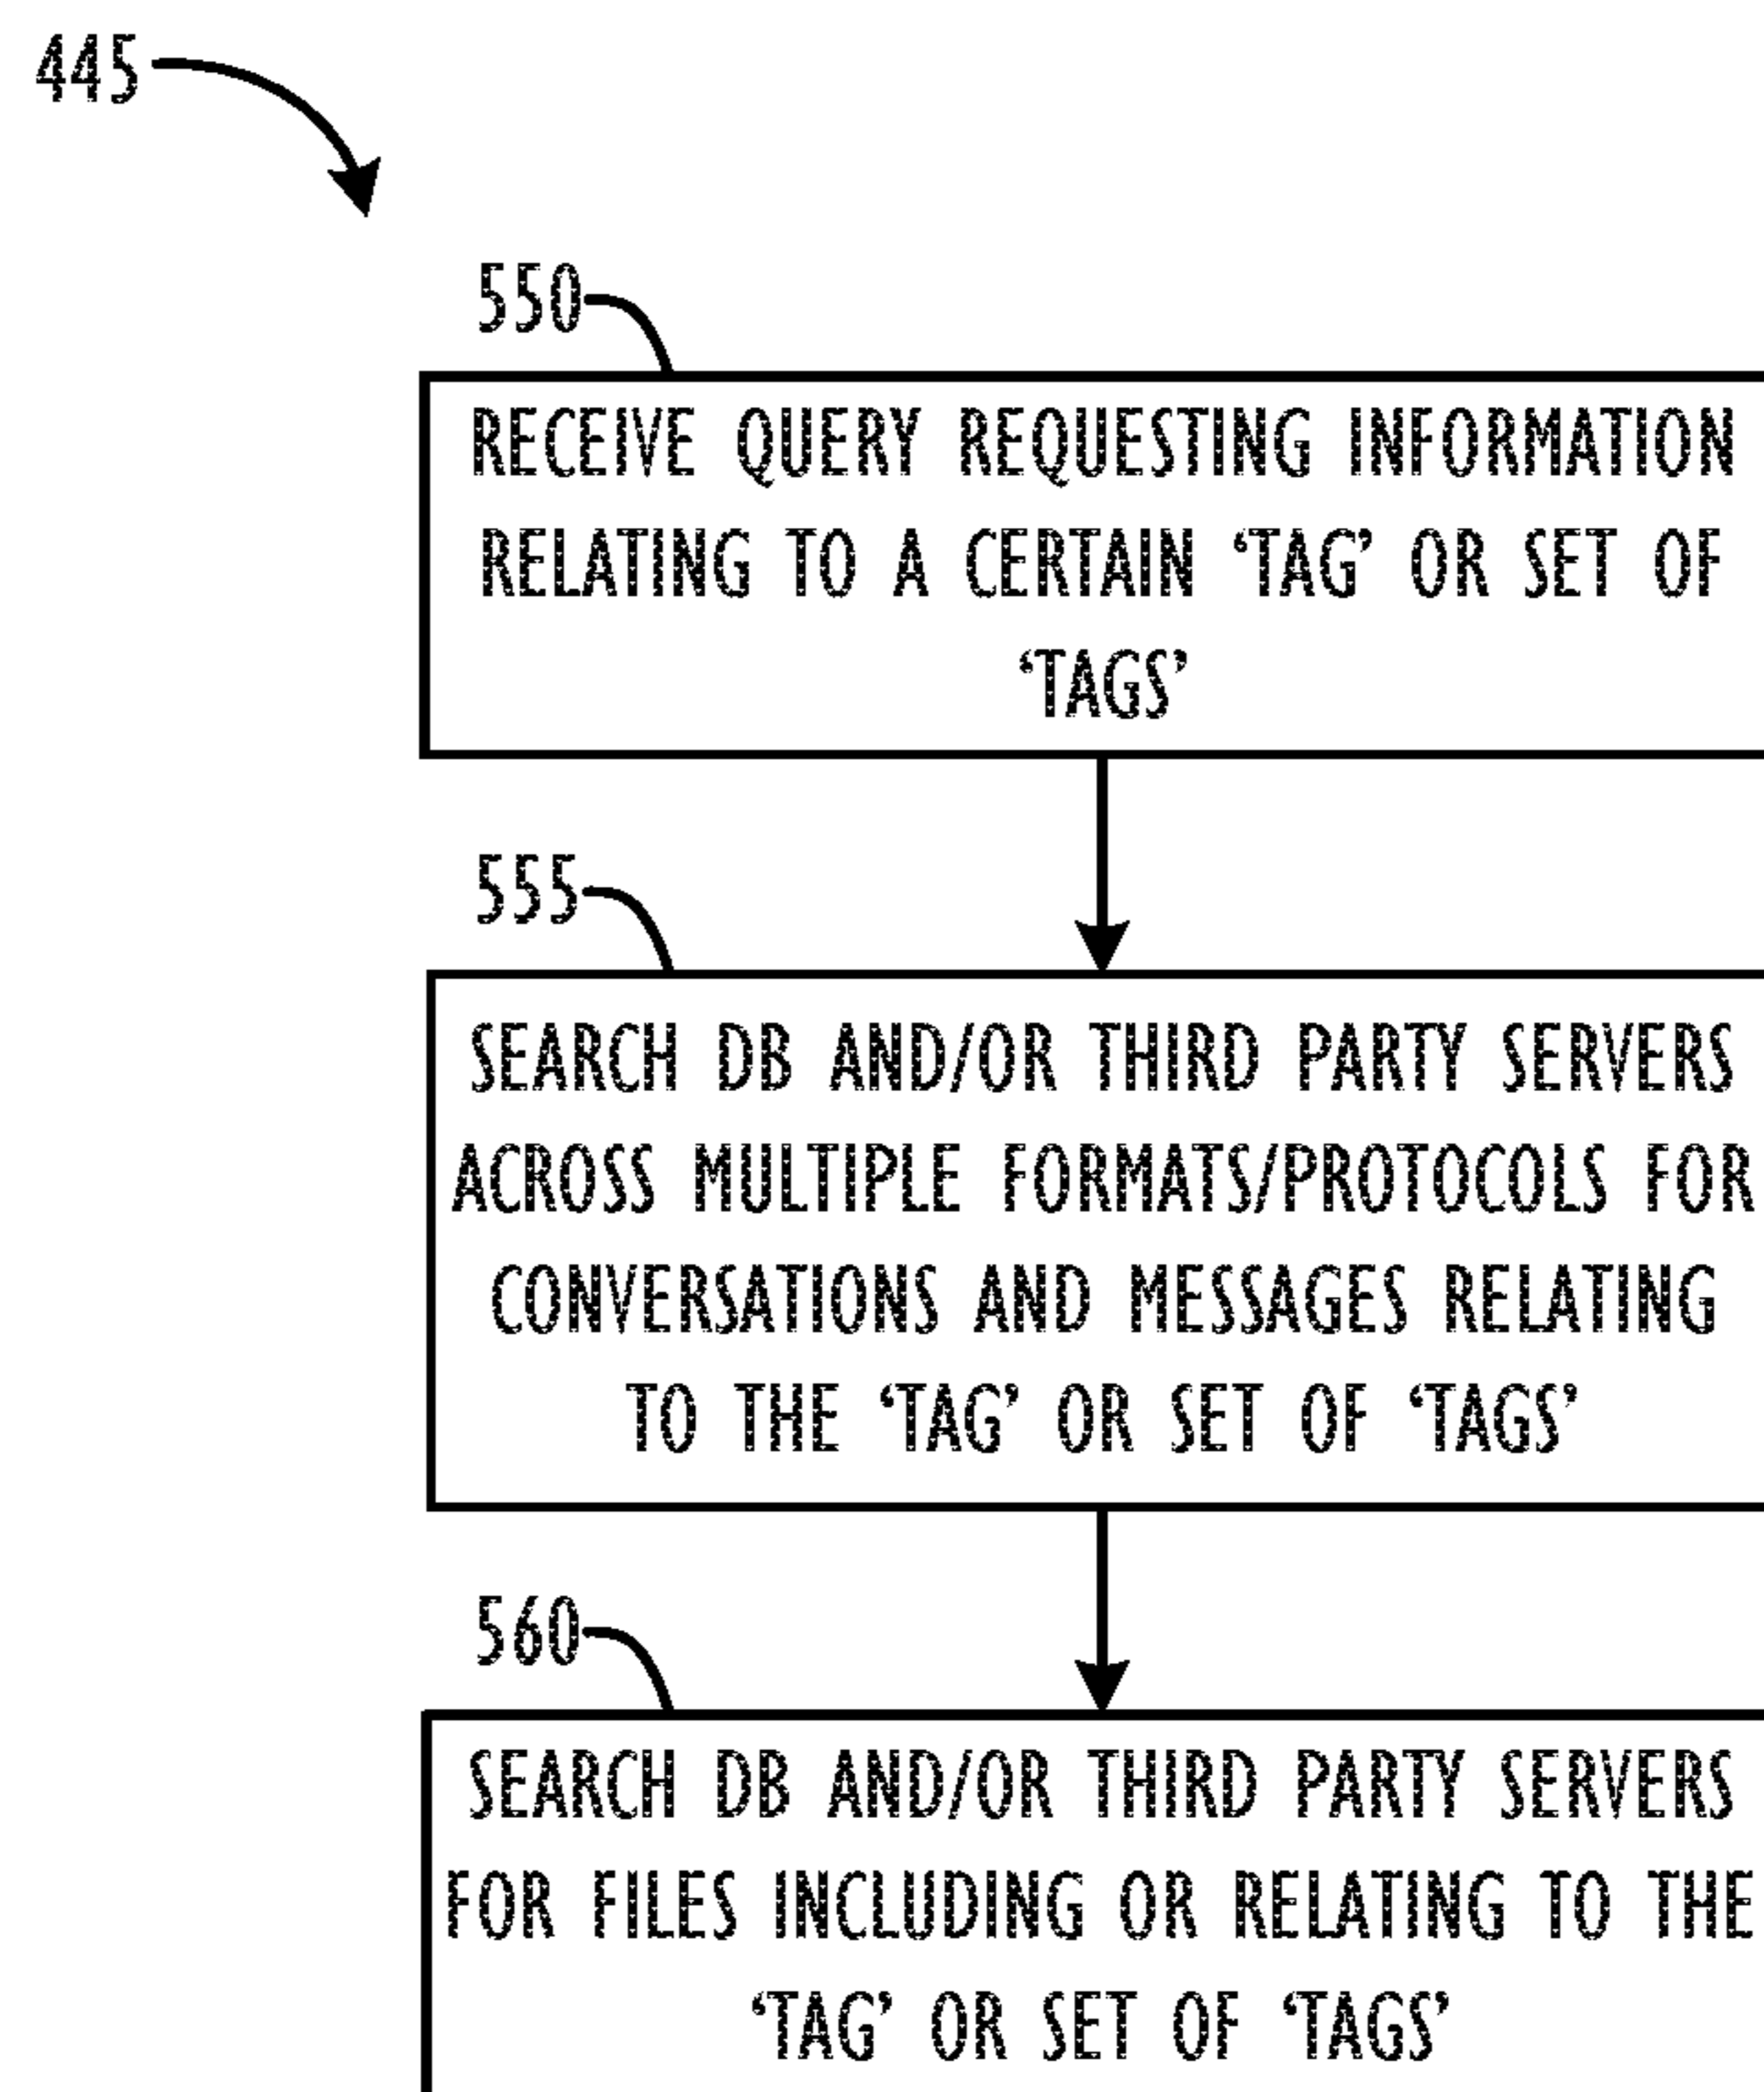 445
550
RECEIVE QUERY REQUESTING INFORMATION
RELATING TO A CERTAIN ‘TAG’ OR SET OF
‘TAGS’
555
SEARCH DB AND/OR THIRD PARTY SERVERS
ACROSS MULTIPLE FORMATS/PROTOCOLS FOR
CONVERSATIONS AND MESSAGES RELATING
TO THE ‘TAG’ OR SET OF ‘TAGS’
560
SEARCH DB AND/OR THIRD PARTY SERVERS
FOR FILES INCLUDING OR RELATING TO THE
‘TAG’ OR SET OF ‘TAGS’